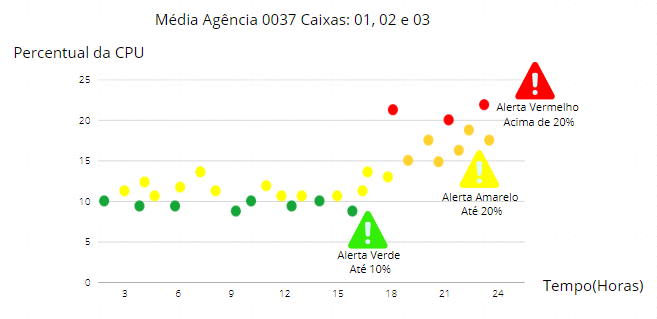 Média Agência 0037 Caixas: 01, 02 e 03
Percentual da CPU
25
20
15
10
5
0
Alerta Vermelho
Acima de 20%
Alerta Amarelo
Até 20%
Alerta Verde
Até 10%
3 6 9 12 15 18 21 24
Tempo(Horas)